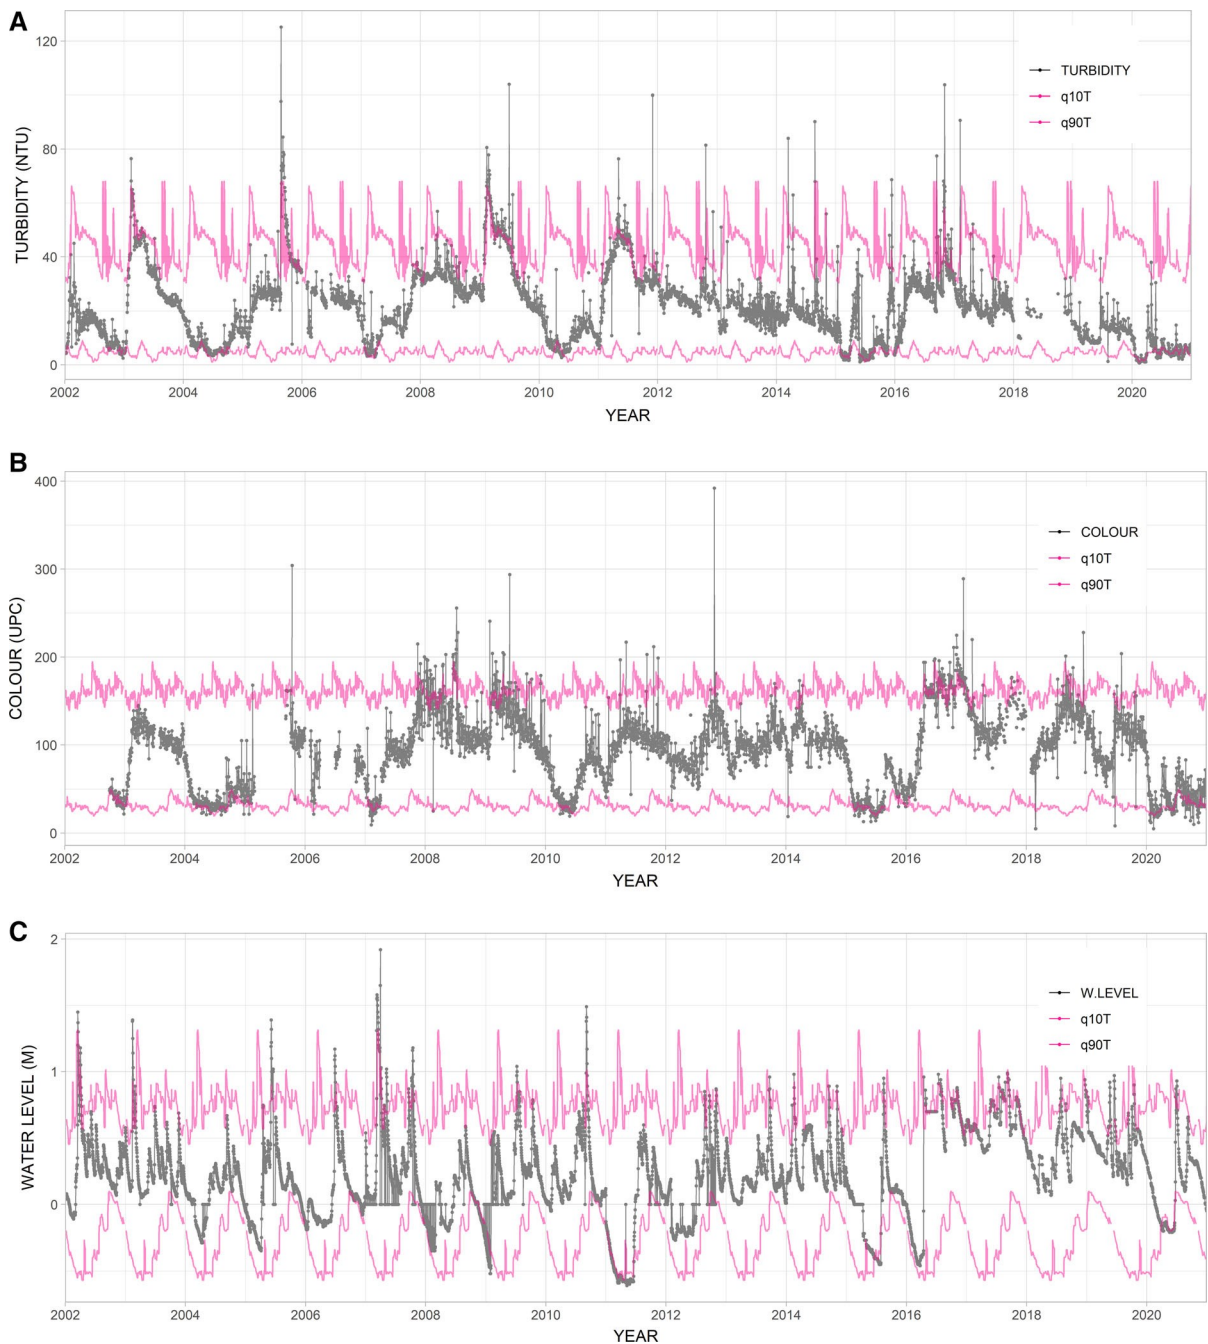 A
120
80
40
0
TURBIDITY (NTU)
TURBIDITY
q10T
q90T
2002 2004 2006 2008 2010 2012 2014 2016 2018 2020
YEAR
B
400
300
200
100
0
COLOUR (UPC)
COLOUR
q10T
q90T
2002 2004 2006 2008 2010 2012 2014 2016 2018 2020
YEAR
C
2
1
0
WATER LEVEL (M)
W.LEVEL
q10T
q90T
2002 2004 2006 2008 2010 2012 2014 2016 2018 2020
YEAR